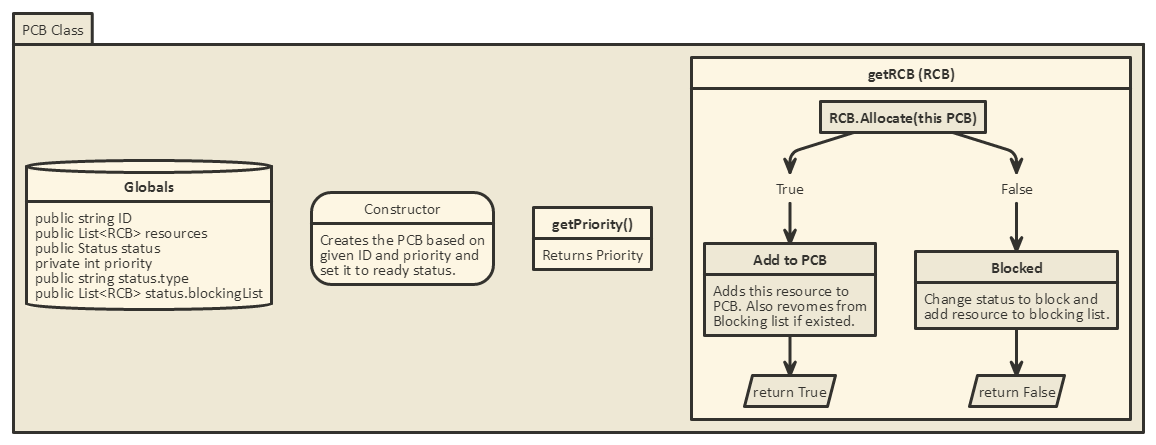 PCB Class
Globals
public string ID
public List<RCB> resources
public Status status
private int priority
public string status.type
public List<RCB> status.blockingList
Constructor
Creates the PCB based on
given ID and priority and
set it to ready status.
getPriority()
Returns Priority
getRCB (RCB)
RCB.Allocate(this PCB)
True
False
Add to PCB
Adds this resource to
PCB. Also revomes from
Blocking list if existed.
Blocked
Change status to block and
add resource to blocking list.
return True
return False